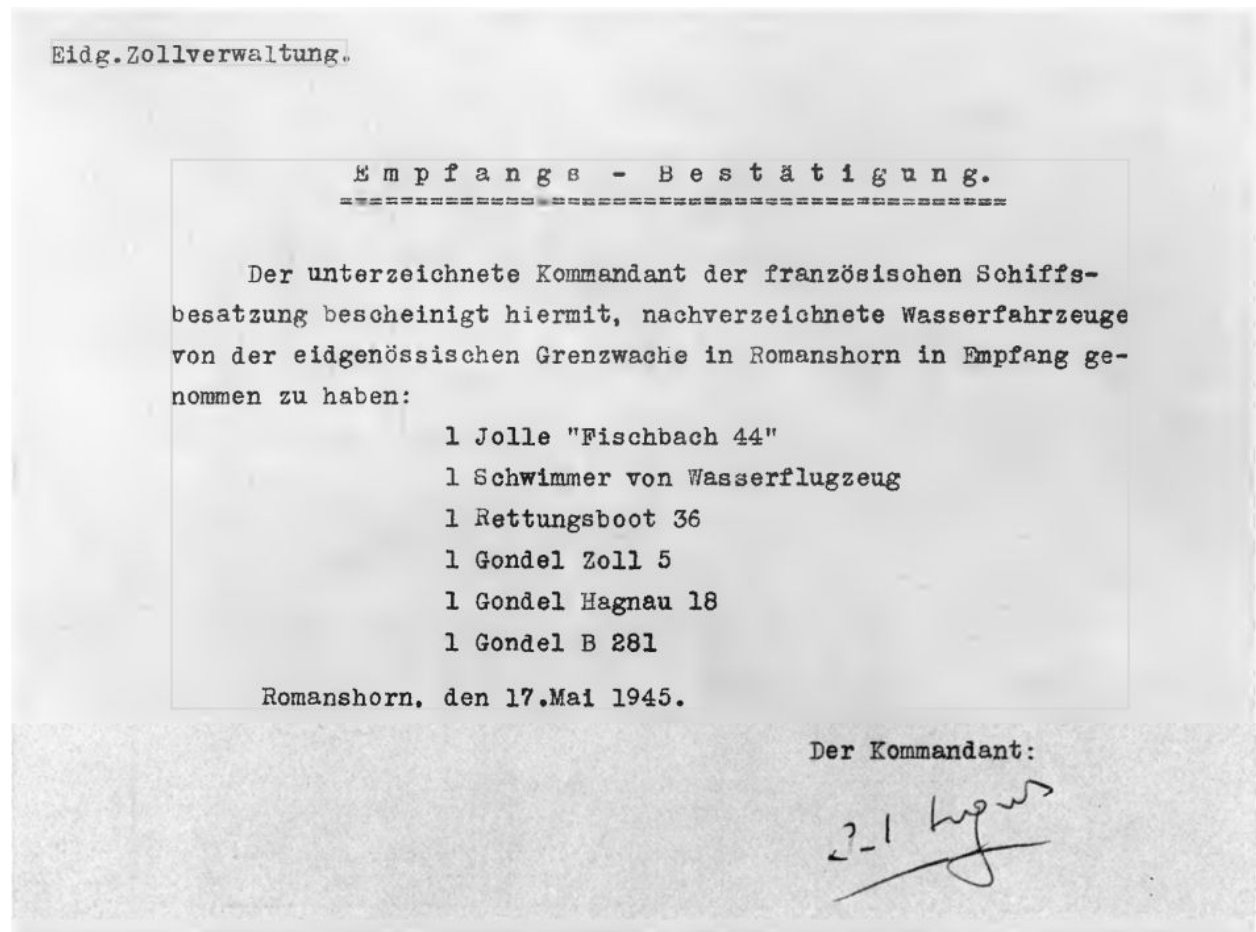 Eidg.Zollverwaltung.
Empfangs - Bestätigung.
==============================================
Der unterzeichnete Kommandant der französischen Schiffs-
besatzung bescheinigt hiermit, nachverzeichnete Wasserfahrzeuge
von der eidgenössischen Grenzwache in Romanshorn in Empfang ge-
nommen zu haben:
1 Jolle "Fischbach 44"
1 Schwimmer von Wasserflugzeug
1 Rettungsboot 36
1 Gondel Zoll 5
1 Gondel Hagnau 18
1 Gondel B 281
Romanshorn, den 17.Mai 1945.
Der Kommandant: